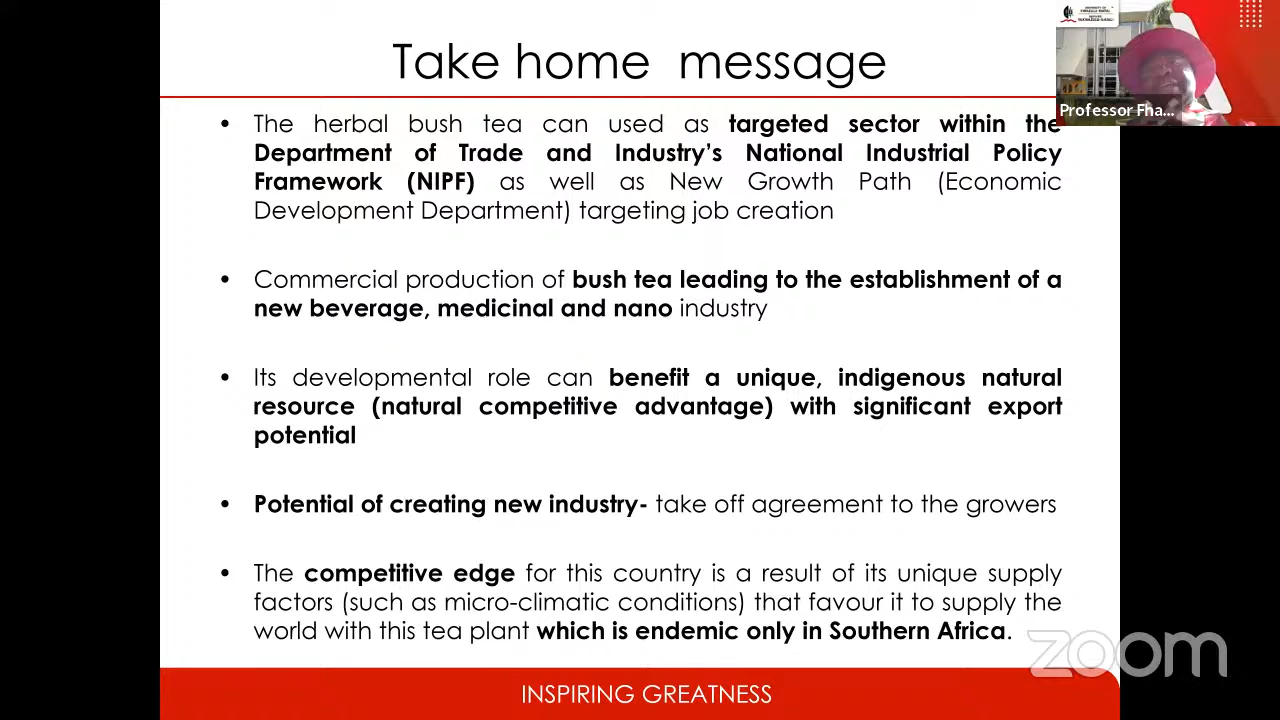 Take home message
Professor Fha...
• The herbal bush tea can used as targeted sector within the
Department of Trade and Industry's National Industrial Policy
Framework (NIPF) as well as New Growth Path (Economic
Development Department) targeting job creation
• Commercial production of bush tea leading to the establishment of a
new beverage, medicinal and nano industry
• Its developmental role can benefit a unique, indigenous natural
resource (natural competitive advantage) with significant export
potential
• Potential of creating new industry- take off agreement to the growers
• The competitive edge for this country is a result of its unique supply
factors (such as micro-climatic conditions) that favour it to supply the
world with this tea plant which is endemic only in Southern Africa.
zoom
INSPIRING GREATNESS